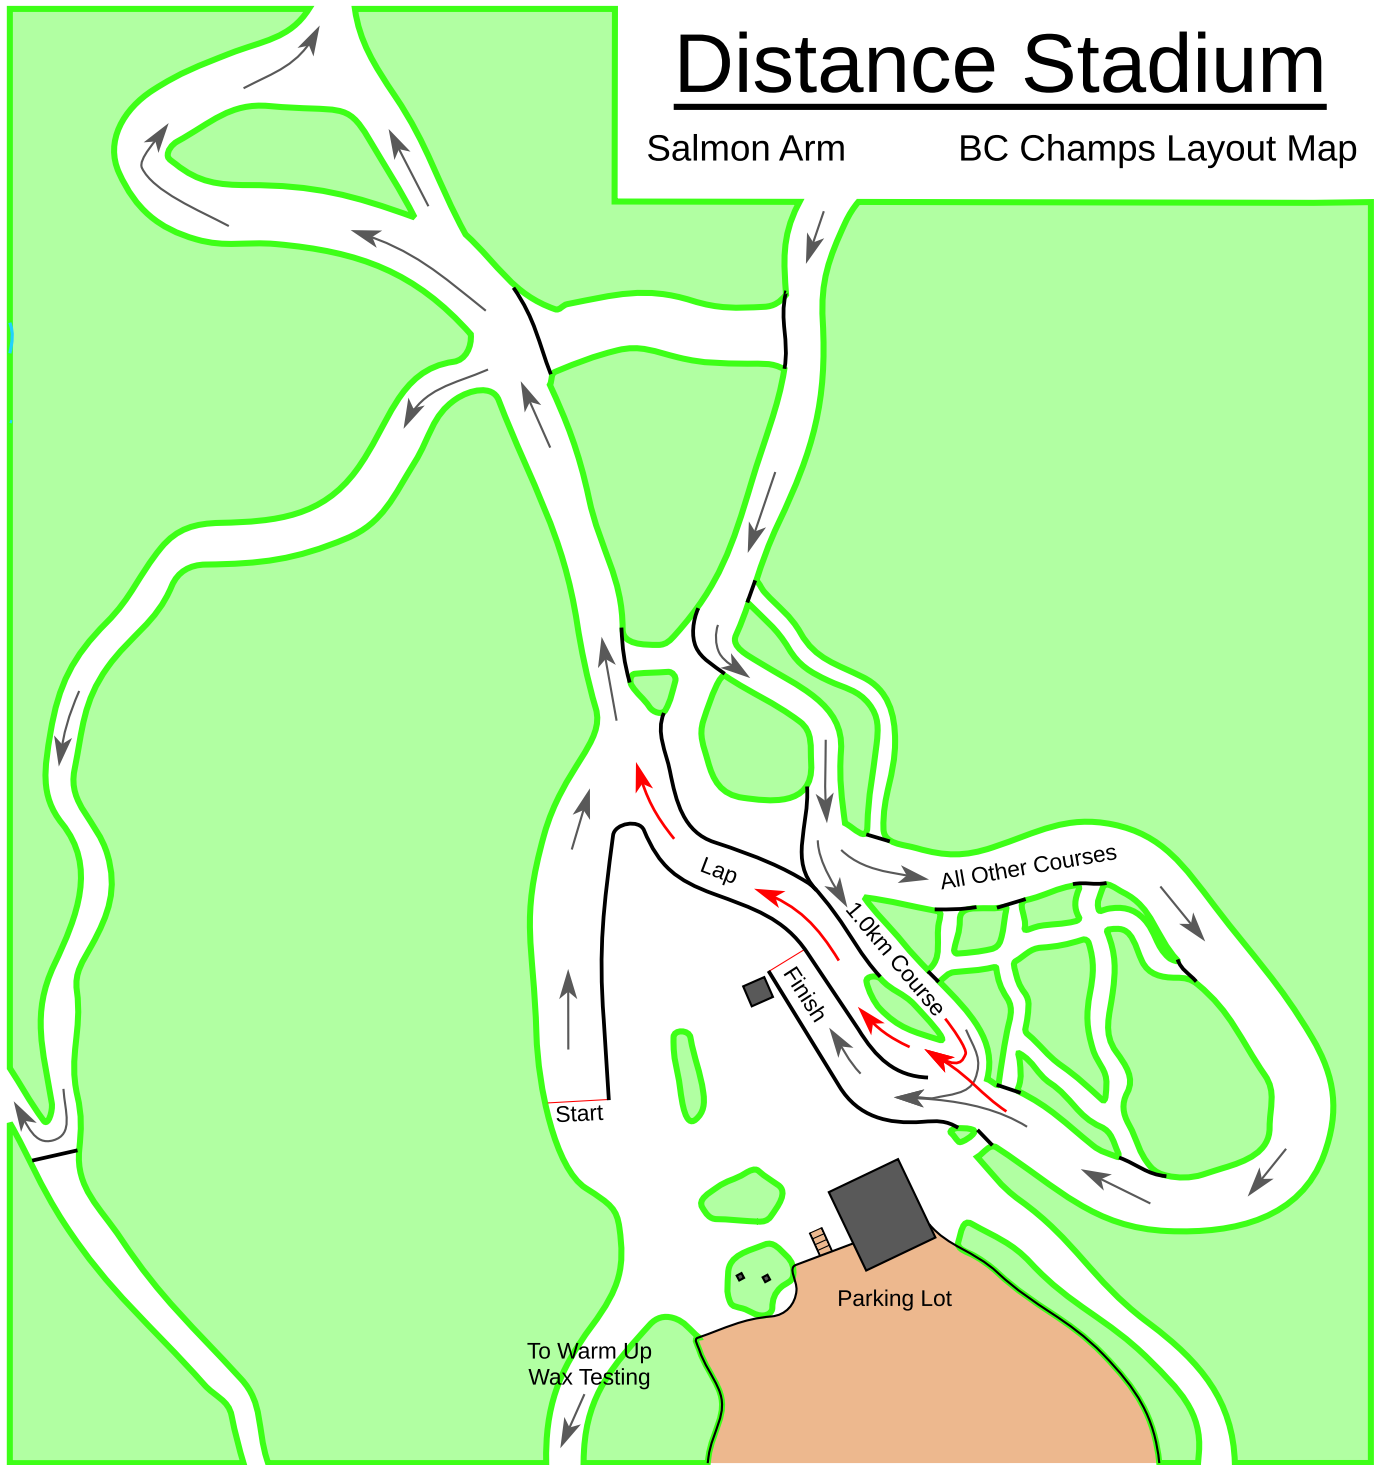 Distance Stadium
Salmon Arm
BC Champs Layout Map
All Other Courses
Lap
1.0km Course
Finish
Start
Parking Lot
To Warm Up
Wax Testing